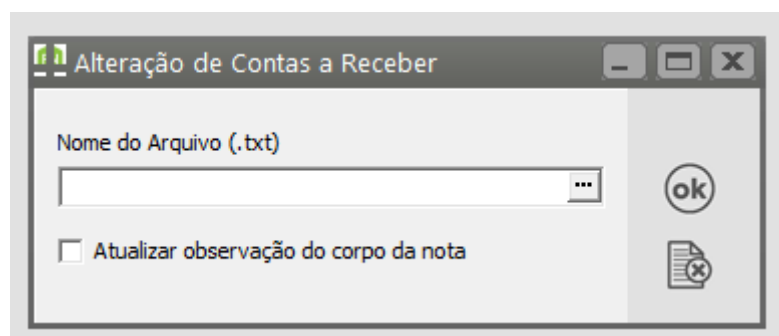 Alteração de Contas a Receber
Nome do Arquivo (.txt)
...
ok
Atualizar observação do corpo da nota